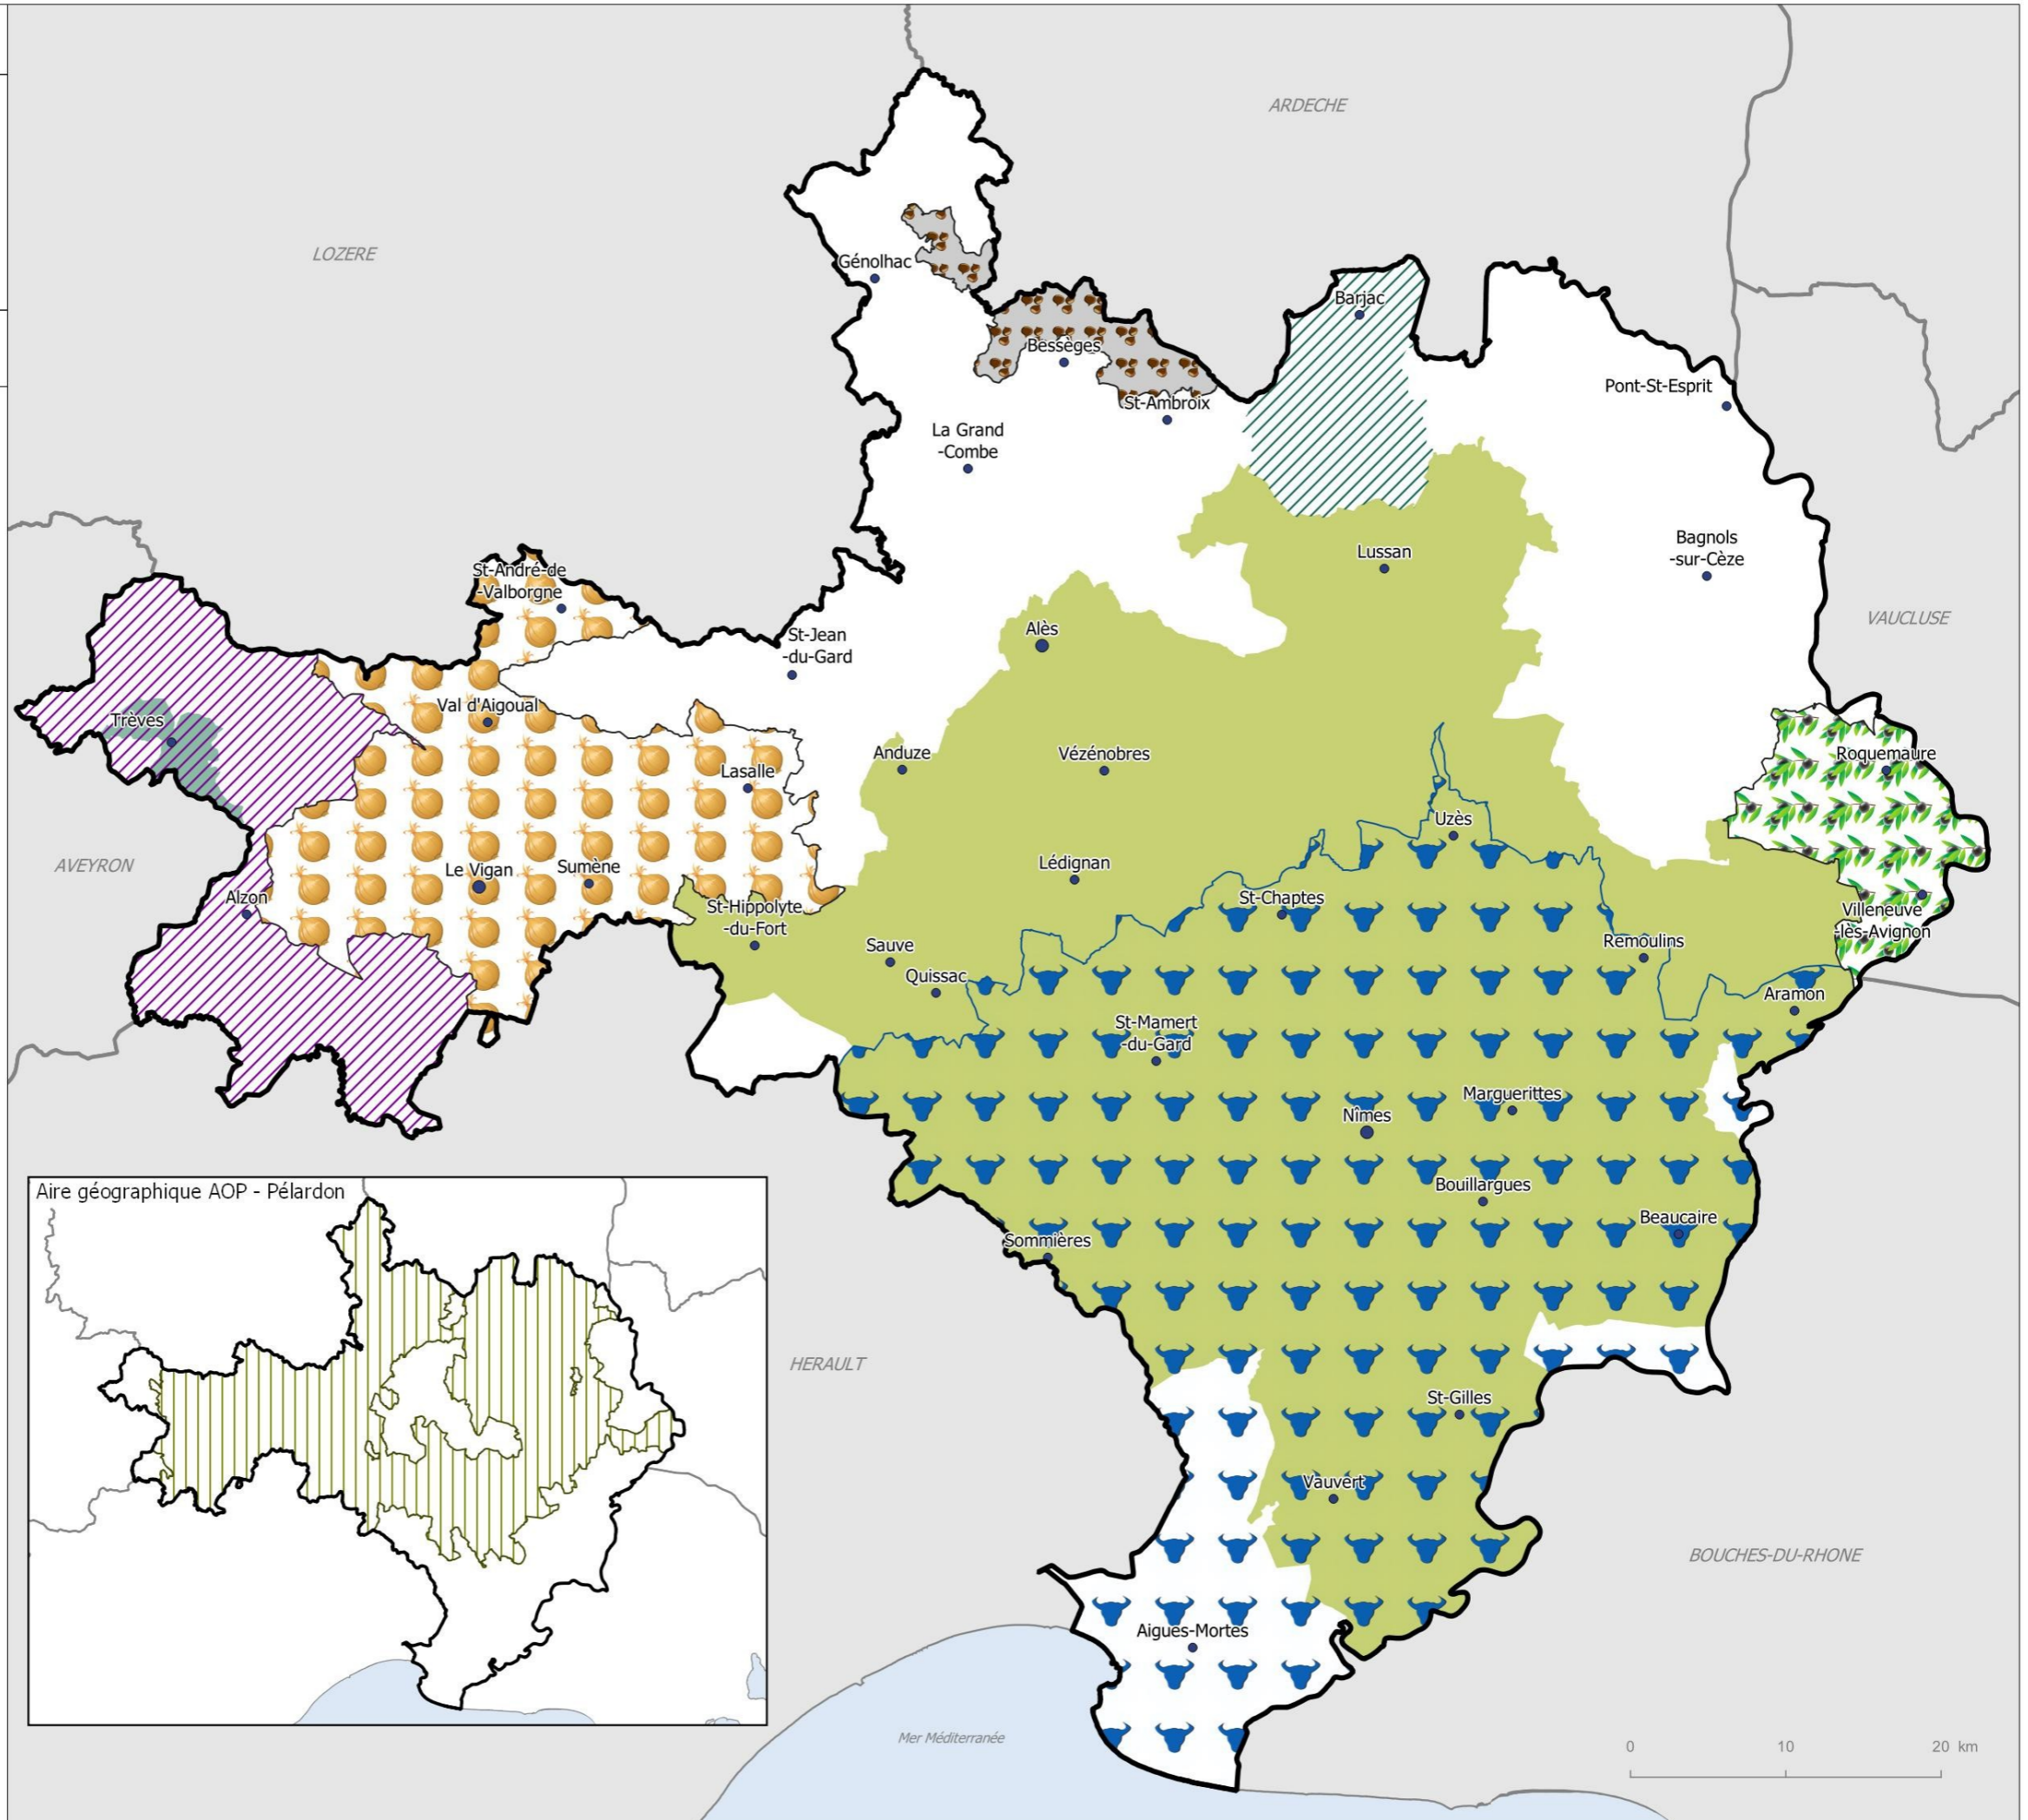 ARDECHE
LOZERE
Génolhac
Barjac
Bessèges
Pont-St-Esprit
St-Ambroix
La Grand
-Combe
Bagnols
-sur-Cèze
Lussan
St-André-de
-Valborgne
VAUCLUSE
Alès
St-Jean
-du-Gard
Val d'Aigoual
Trèves
Anduze
Vézénobres
Roquemaure
Lasalle
Uzès
AVEYRON
Lédignan
Le Vigan
Sumène
Alzon
St-Chaptes
St-Hippolyte
-du-Fort
Villeneuve
-lès-Avignon
Remoulins
Sauve
Quissac
Aramon
St-Mamert
-du-Gard
Marguerittes
Nîmes
Bouillargues
Aire géographique AOP - Pélardon
Beaucaire
Sommières
HERAULT
St-Gilles
Vauvert
BOUCHES-DU-RHONE
Aigues-Mortes
Mer Méditerranée
0 10 20 km